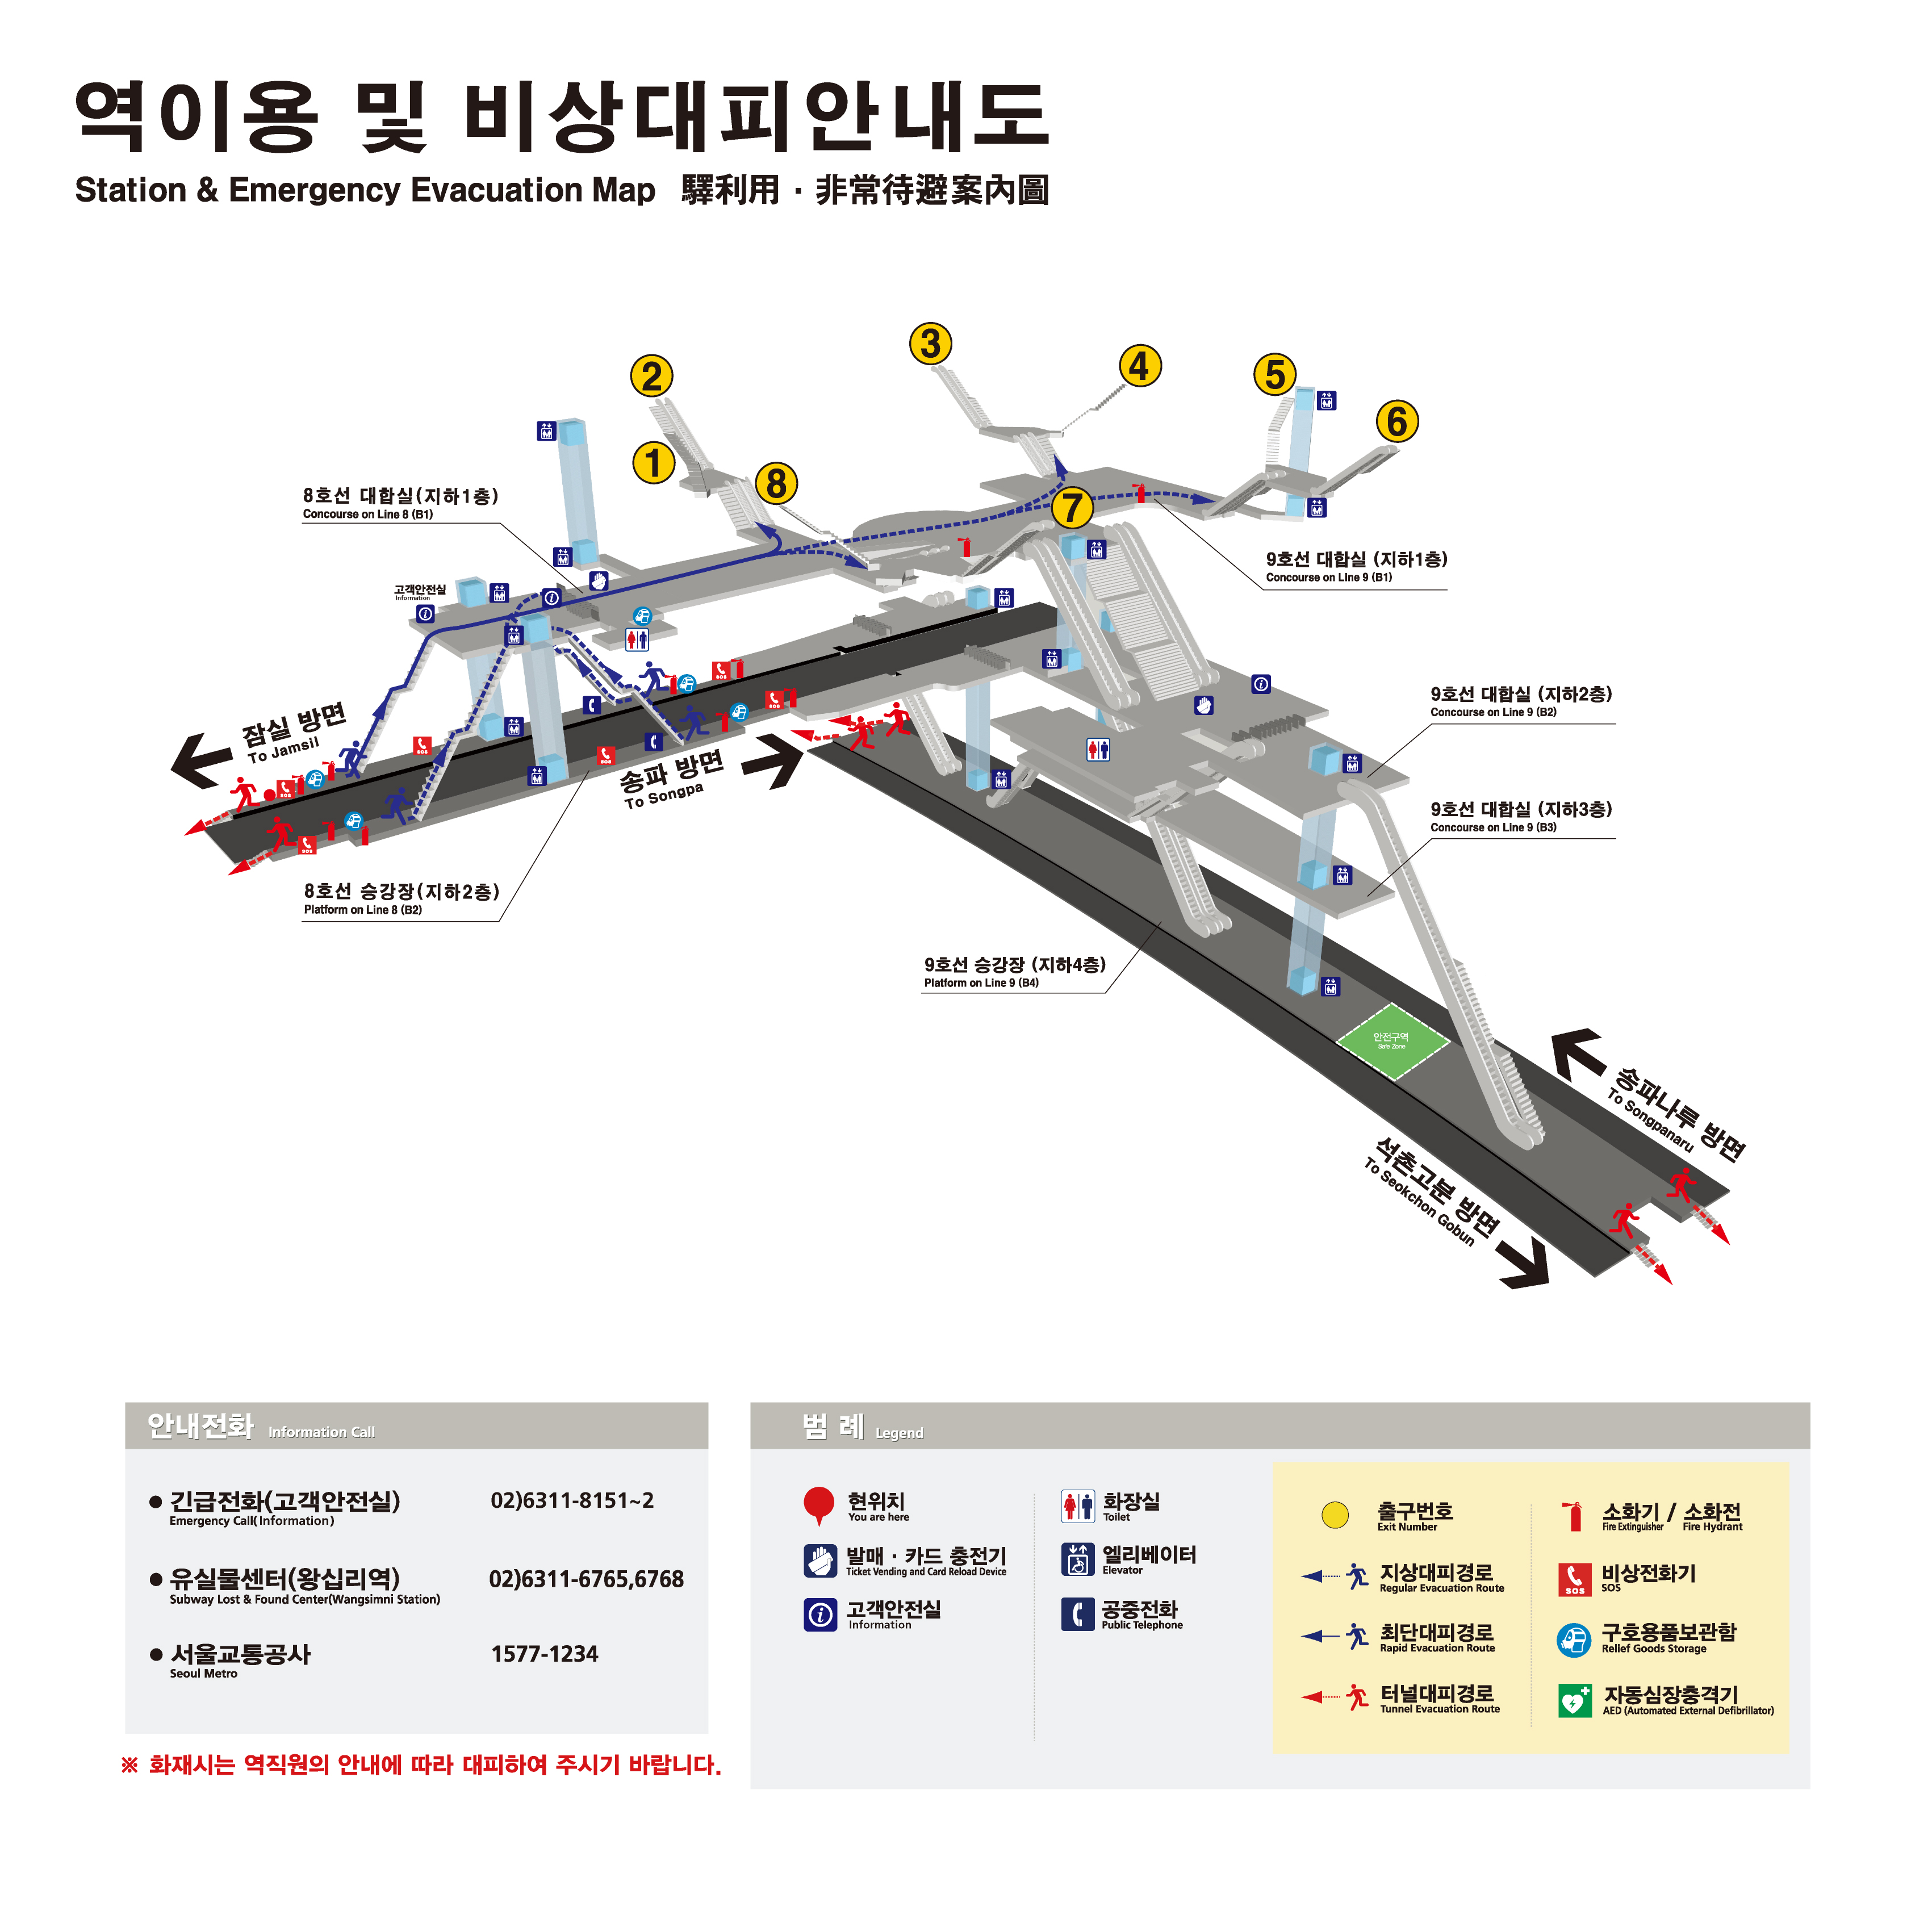 역이용 및 비상대피안내도
Station & Emergency Evacuation Map 驛利用 · 非常待避案內圖
3
4
2
5
6
1
8
8호선 대합실(지하1층)
Concourse on Line 8 (B1)
7
9호선 대합실 (지하1층)
Concourse on Line 9 (B1)
고객안전실
Information
잠실 방면
To Jamsil
SOS
SOS
SOS
SOS
SOS
SOS
송파 방면
To Songpa
9호선 대합실 (지하2층)
Concourse on Line 9 (B2)
9호선 대합실 (지하3층)
Concourse on Line 9 (B3)
8호선 승강장(지하2층)
Platform on Line 8 (B2)
9호선 승강장 (지하4층)
Platform on Line 9 (B4)
안전구역
Safe Zone
송파나루 방면
To Songpanaru
석촌고분 방면
To Seokchon Gobun
안내전화 Information Call
긴급전화(고객안전실) 02)6311-8151~2
Emergency Call(Information)
유실물센터(왕십리역) 02)6311-6765,6768
Subway Lost & Found Center(Wangsimni Station)
서울교통공사 1577-1234
Seoul Metro
※ 화재시는 역직원의 안내에 따라 대피하여 주시기 바랍니다.
범 례 Legend
현위치
You are here
발매 · 카드 충전기
Ticket Vending and Card Reload Device
고객안전실
Information
화장실
Toilet
엘리베이터
Elevator
공중전화
Public Telephone
출구번호
Exit Number
지상대피경로
Regular Evacuation Route
최단대피경로
Rapid Evacuation Route
터널대피경로
Tunnel Evacuation Route
소화기 / 소화전
Fire Extinguisher Fire Hydrant
SOS
비상전화기
SOS
구호용품보관함
Relief Goods Storage
자동심장충격기
AED (Automated External Defibrillator)